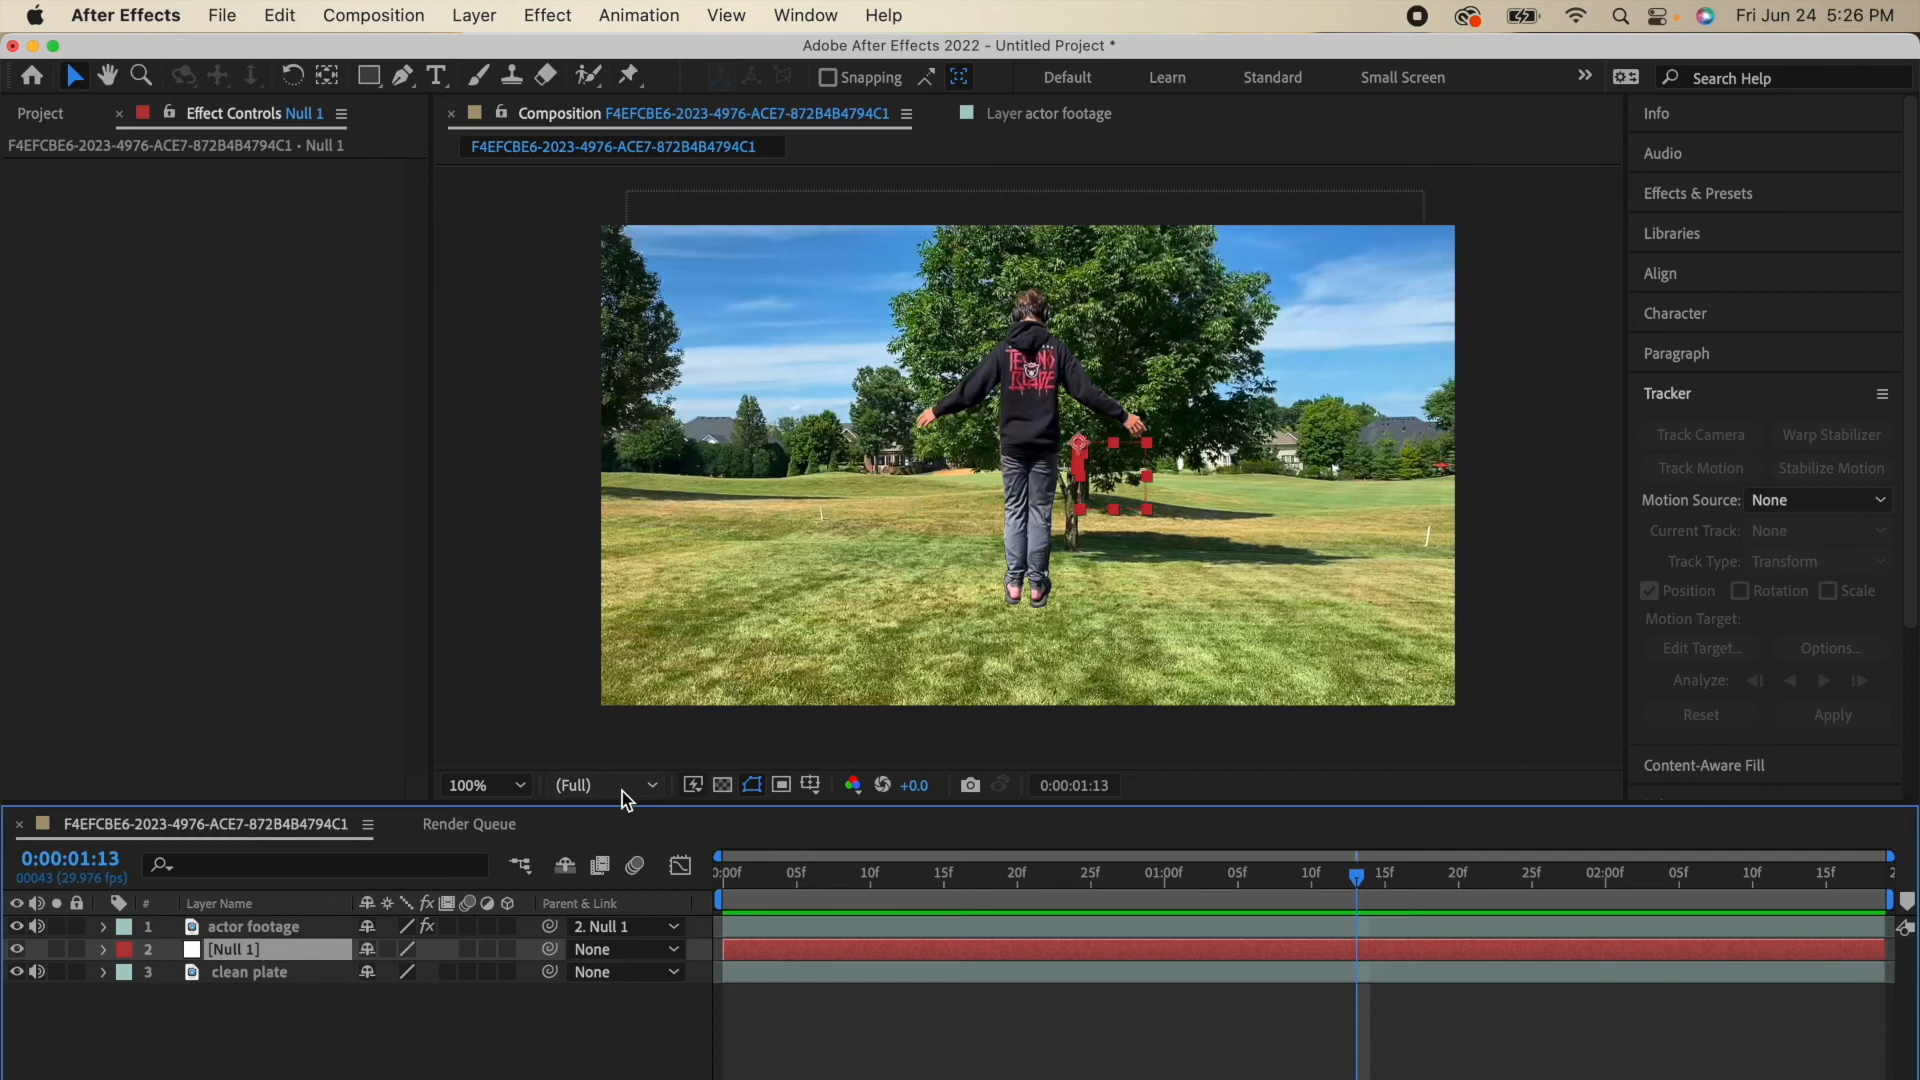 After Effects File Edit Composition Layer Effect Animation View Window Help Fri Jun 24 5:26 PM
Adobe After Effects 2022 - Untitled Project *
Snapping Default Learn Standard Small Screen Search Help
Project Effect Controls Null 1 Composition F4EFCBE6-2023-4976-ACE7-872B4B4794C1 Layer actor footage
F4EFCBE6-2023-4976-ACE7-872B4B4794C1 • Null 1
F4EFCBE6-2023-4976-ACE7-872B4B4794C1
Info
Audio
Effects & Presets
Libraries
Align
Character
Paragraph
Tracker
Track Camera Warp Stabilizer
Track Motion Stabilize Motion
Motion Source: None
Current Track: None
Track Type: Transform
Position Rotation Scale
Motion Target:
Edit Target... Options...
Analyze:
Reset Apply
Content-Aware Fill
TECHNO
BLADE
100% (Full) +0.0 0:00:01:13
F4EFCBE6-2023-4976-ACE7-872B4B4794C1 Render Queue
0:00:01:13
00043 (29.976 fps)
0:00f 05f 10f 15f 20f 25f 01:00f 05f 10f 15f 20f 25f 02:00f 05f 10f 15f 2
# Layer Name fx Parent & Link
1 actor footage fx 2. Null 1
2 [Null 1] None
3 clean plate None